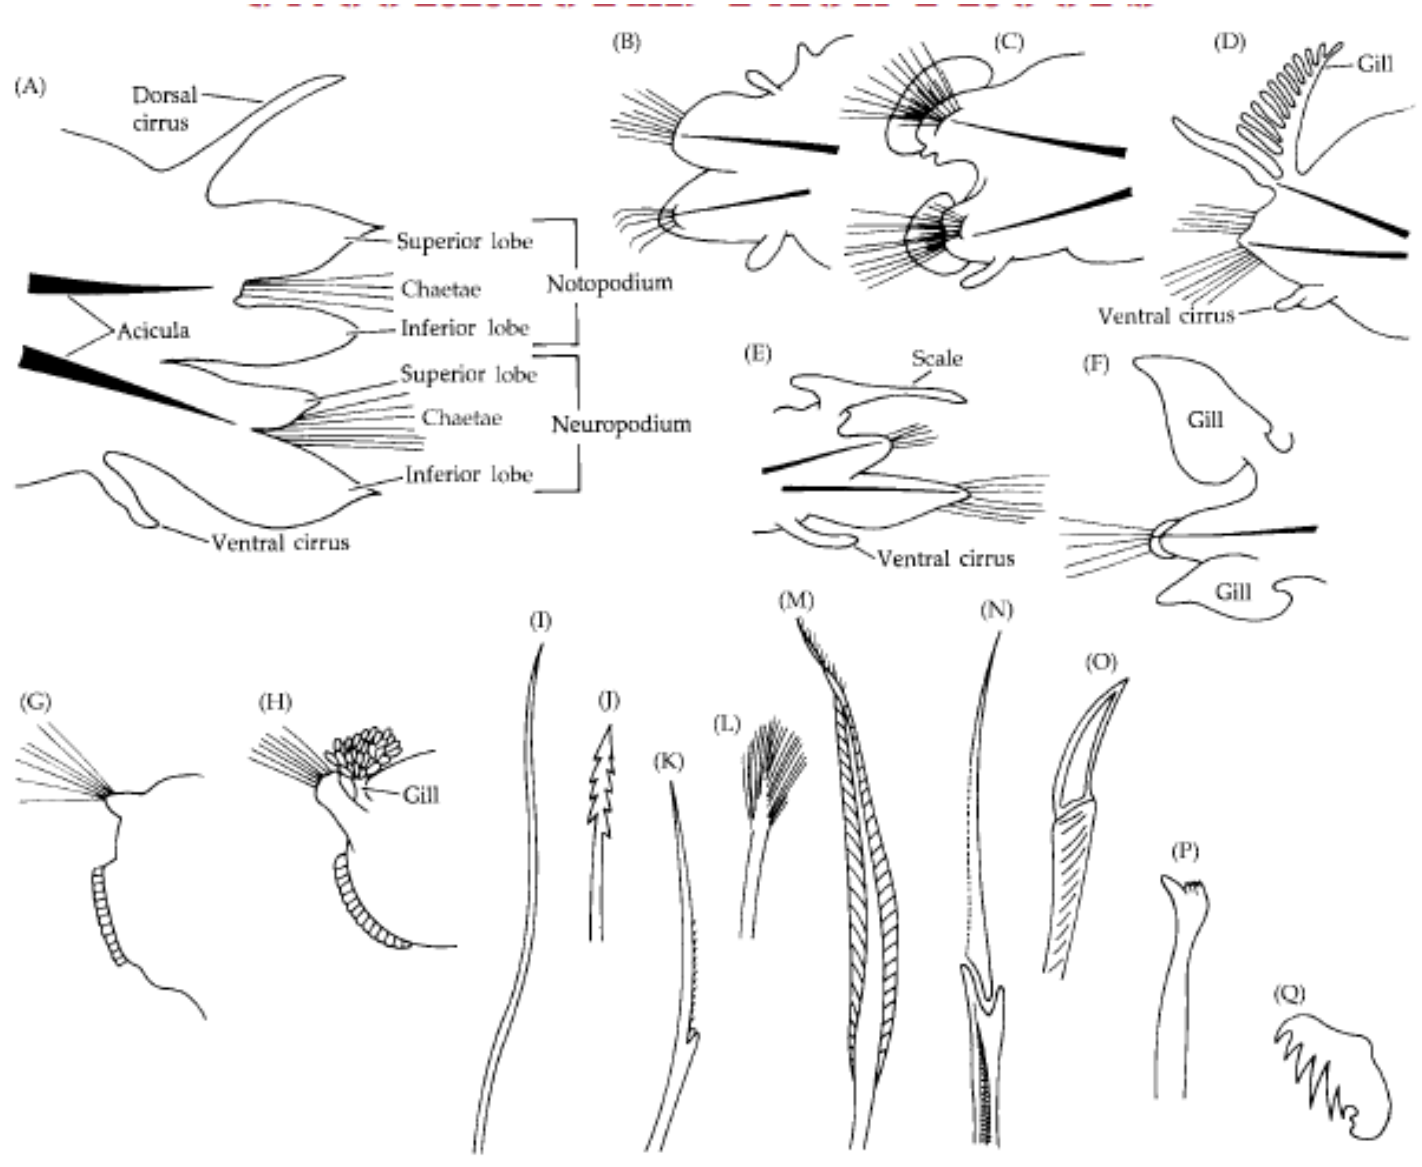 (A)
Dorsal
cirrus
Superior lobe
Chaetae
Notopodium
Acicula
Inferior lobe
Superior lobe
Chaetae
Neuropodium
Inferior lobe
Ventral cirrus
(B)
(C)
(D)
Gill
Ventral cirrus
(E)
Scale
Ventral cirrus
(F)
Gill
Gill
(G)
(H)
Gill
(I)
(J)
(K)
(L)
(M)
(N)
(O)
(P)
(Q)